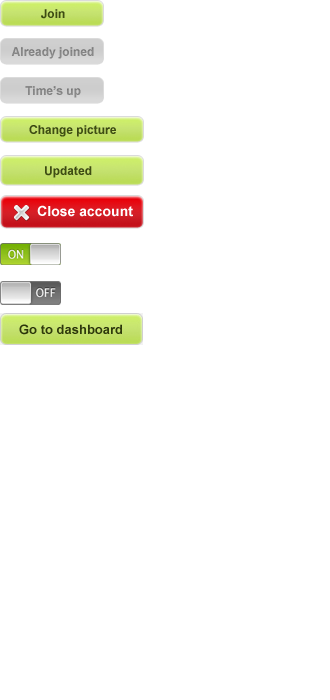 Join
Already joined
Time's up
Change picture
Updated
Close account
ON
OFF
Go to dashboard